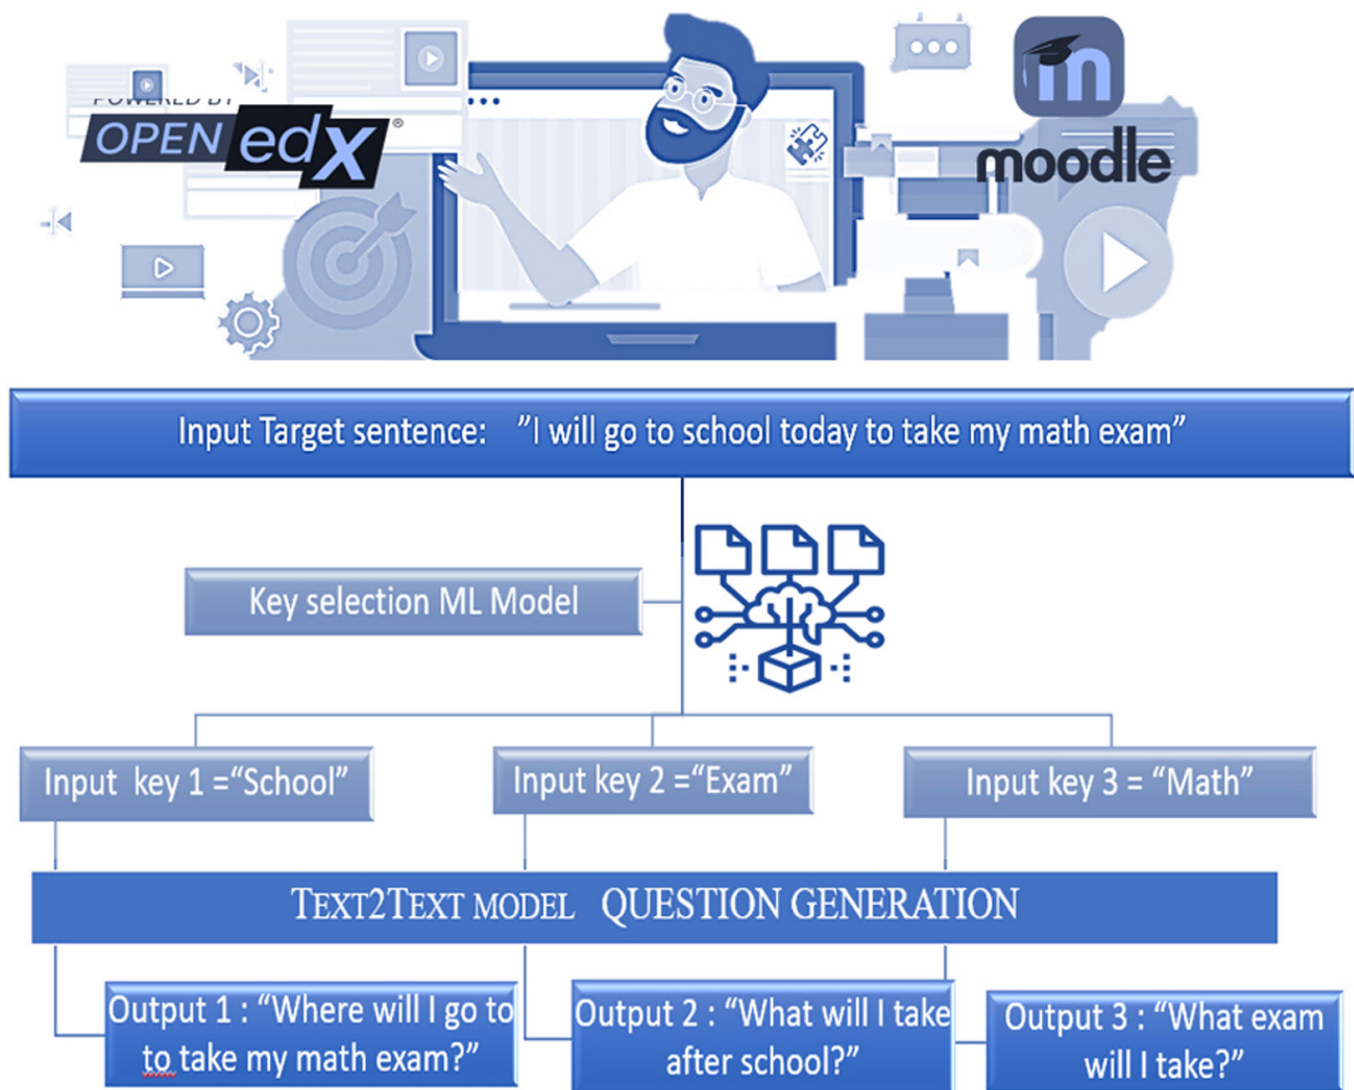 POWERED BY
OPEN edX®
m
moodle
Input Target sentence: ”I will go to school today to take my math exam”
Key selection ML Model
Input key 1 =“School”
Input key 2 =“Exam”
Input key 3 = “Math”
TEXT2TEXT MODEL QUESTION GENERATION
Output 1 : “Where will I go to
to take my math exam?”
Output 2 : “What will I take
after school?”
Output 3 : “What exam
will I take?”